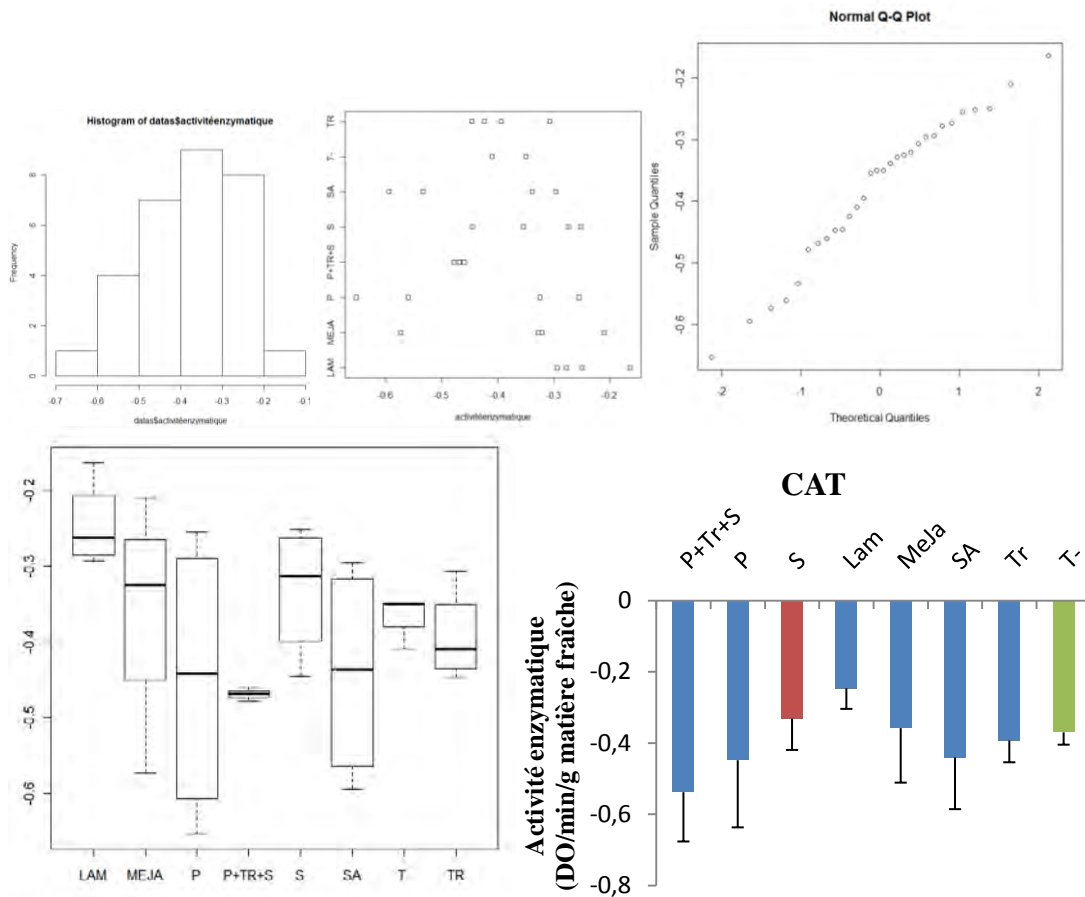 Histogram of datas$activitéenzymatique
Frequency
0
2
4
6
8
-0.7
-0.6
-0.5
-0.4
-0.3
-0.2
-0.1
datas$activitéenzymatique
TR
T-
SA
S
P+TR+S
P
MEJA
LAM
-0.6
-0.5
-0.4
-0.3
-0.2
activitéenzymatique
Normal Q-Q Plot
Sample Quantiles
-0.2
-0.3
-0.4
-0.5
-0.6
-2
-1
0
1
2
Theoretical Quantiles
-0.2
-0.3
-0.4
-0.5
-0.6
LAM
MEJA
P
P+TR+S
S
SA
T-
TR
CAT
P+Tr+S
P
S
Lam
MeJa
SA
Tr
T-
Activité enzymatique
(DO/min/g matière fraîche)
0
-0,2
-0,4
-0,6
-0,8